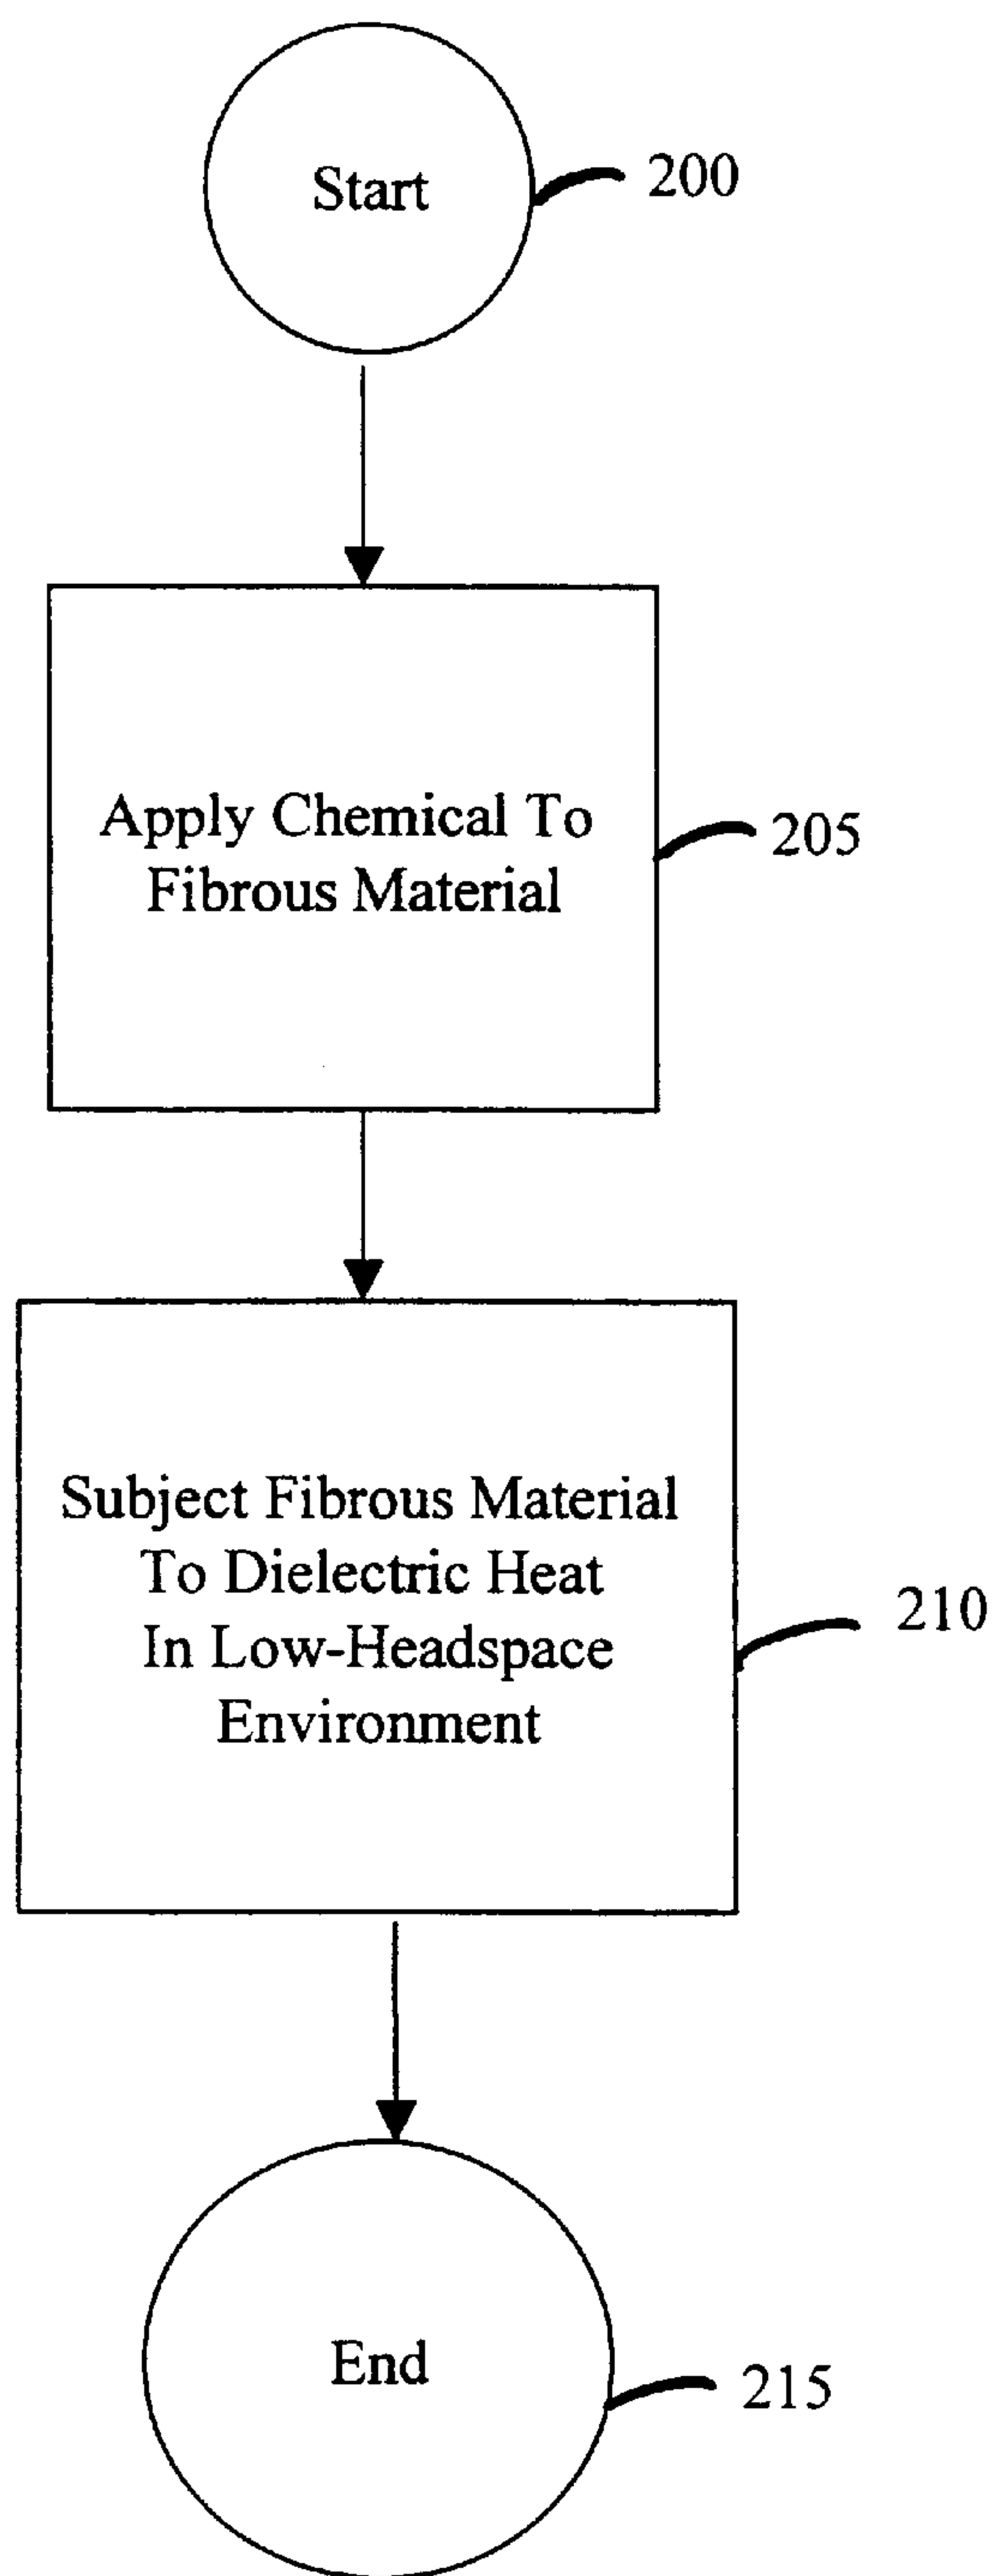 Start
200
Apply Chemical To
Fibrous Material
205
Subject Fibrous Material
To Dielectric Heat
In Low-Headspace
Environment
210
End
215